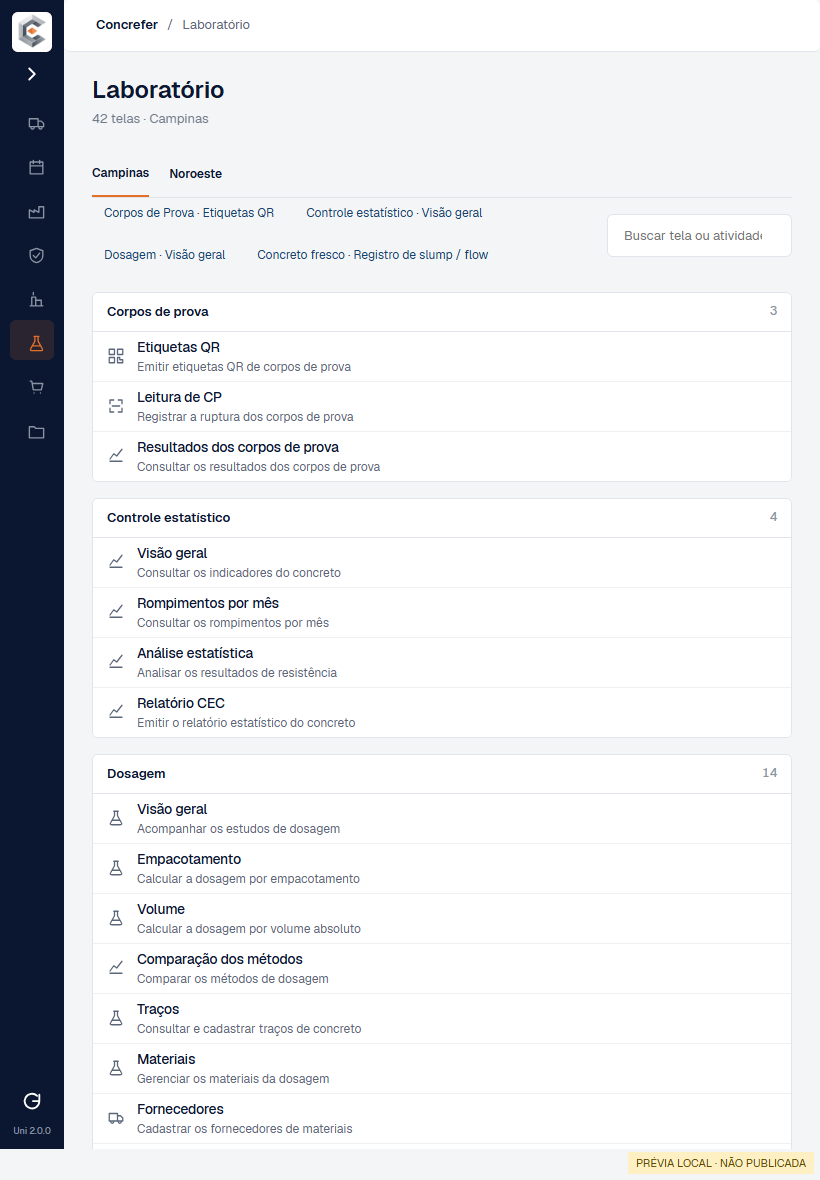 Concrefer / Laboratório
Laboratório
42 telas · Campinas
Campinas Noroeste
Corpos de Prova · Etiquetas QR Controle estatístico · Visão geral
Buscar tela ou atividad
Dosagem · Visão geral Concreto fresco · Registro de slump / flow
Corpos de prova 3
Etiquetas QR
Emitir etiquetas QR de corpos de prova
Leitura de CP
Registrar a ruptura dos corpos de prova
Resultados dos corpos de prova
Consultar os resultados dos corpos de prova
Controle estatístico 4
Visão geral
Consultar os indicadores do concreto
Rompimentos por mês
Consultar os rompimentos por mês
Análise estatística
Analisar os resultados de resistência
Relatório CEC
Emitir o relatório estatístico do concreto
Dosagem 14
Visão geral
Acompanhar os estudos de dosagem
Empacotamento
Calcular a dosagem por empacotamento
Volume
Calcular a dosagem por volume absoluto
Comparação dos métodos
Comparar os métodos de dosagem
Traços
Consultar e cadastrar traços de concreto
Materiais
Gerenciar os materiais da dosagem
Fornecedores
Cadastrar os fornecedores de materiais
Uni 2.0.0
PRÉVIA LOCAL · NÃO PUBLICADA